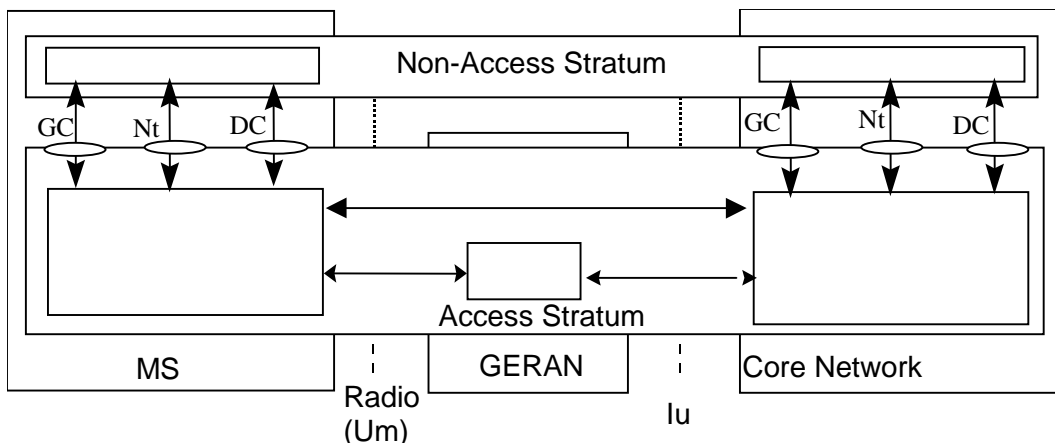 Non-Access Stratum
GC
Nt
DC
GC
Nt
DC
Access Stratum
MS
GERAN
Core Network
Radio
(Um)
Iu